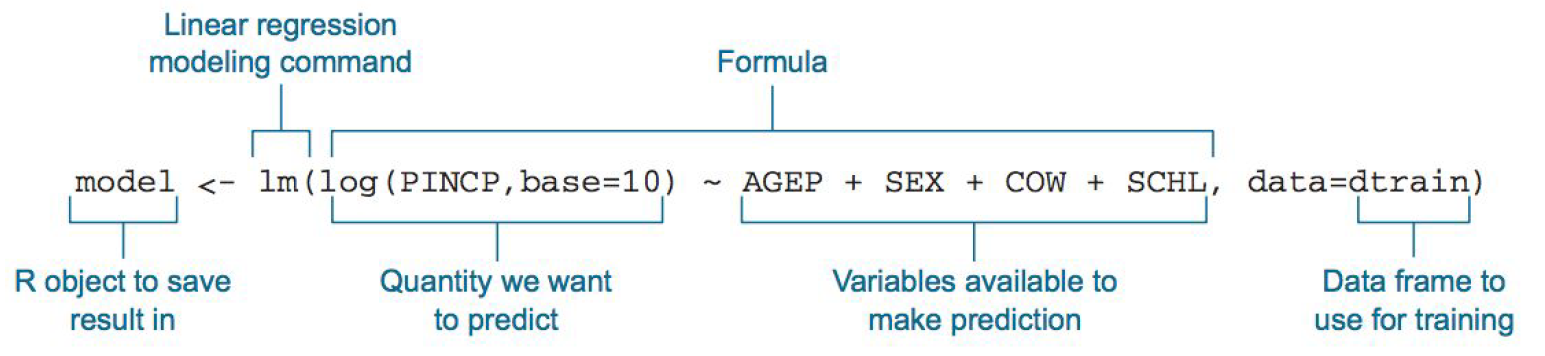 Linear regression
modeling command
Formula
model <- lm(log(PINCP,base=10) ~ AGEP + SEX + COW + SCHL, data=dtrain)
R object to save
result in
Quantity we want
to predict
Variables available to
make prediction
Data frame to
use for training